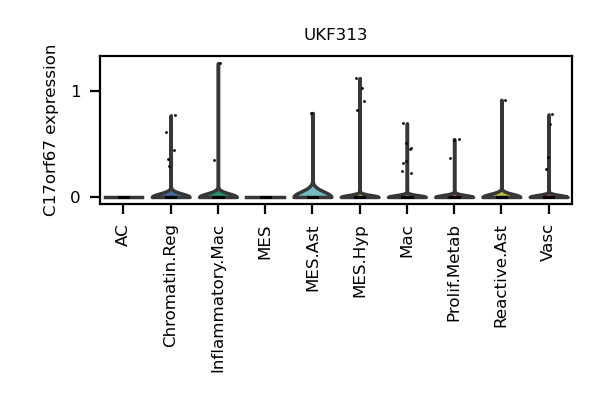 UKF313
C17orf67 expression
1
0
AC
Chromatin.Reg
Inflammatory.Mac
MES
MES.Ast
MES.Hyp
Mac
Prolif.Metab
Reactive.Ast
Vasc